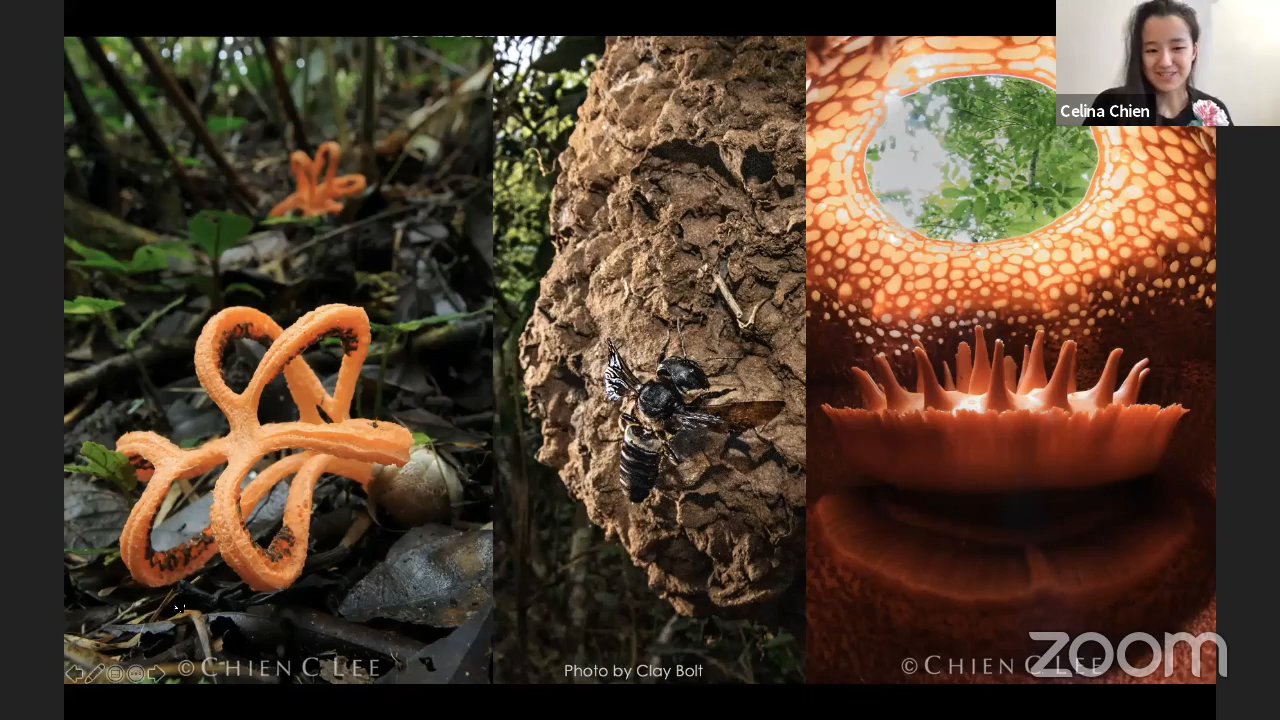 Celina Chien
© CHIEN C. LEE
Photo by Clay Bolt
© CHIEN C. LEE
zoom